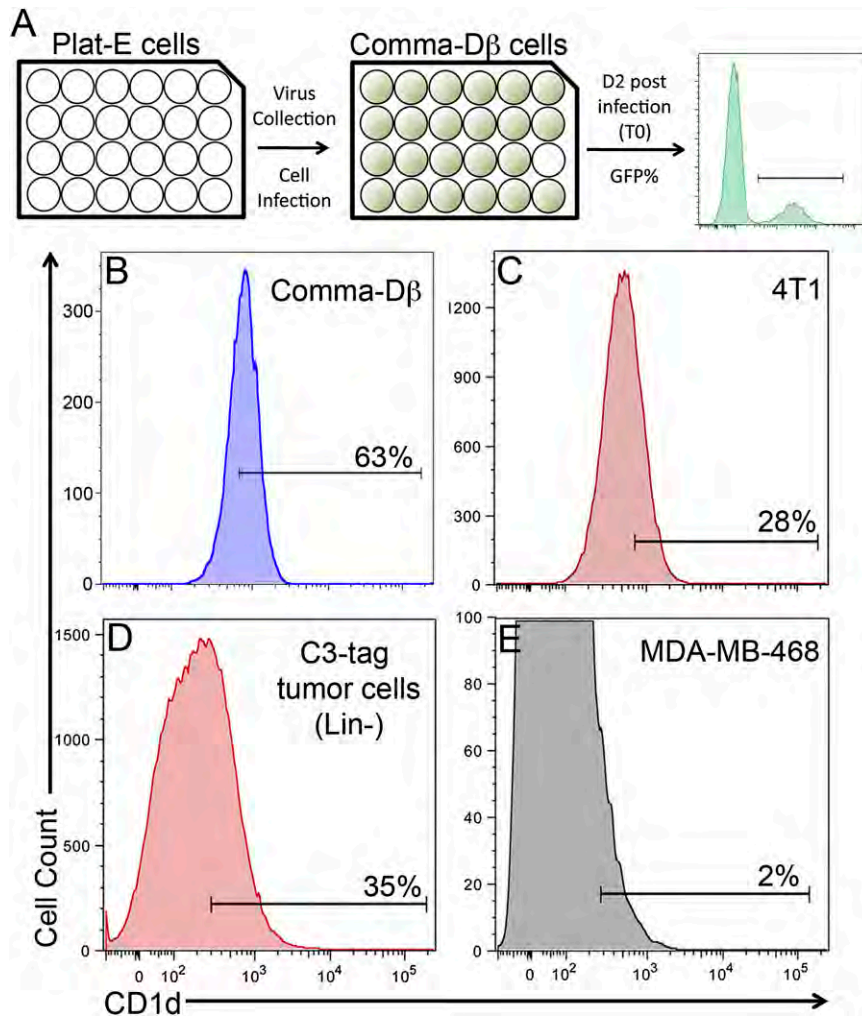 A
Plat-E cells
Virus
Collection
Cell
Infection
Comma-Dβ cells
D2 post
infection
(T0)
GFP%
B
Comma-Dβ
300
200
100
0
63%
C
4T1
1200
900
600
300
0
28%
D
C3-tag
tumor cells
(Lin-)
1500
1000
500
0
35%
0 10² 10³ 10⁴ 10⁵
E
MDA-MB-468
100
80
60
40
20
0
2%
0 10² 10³ 10⁴ 10⁵
Cell Count
CD1d